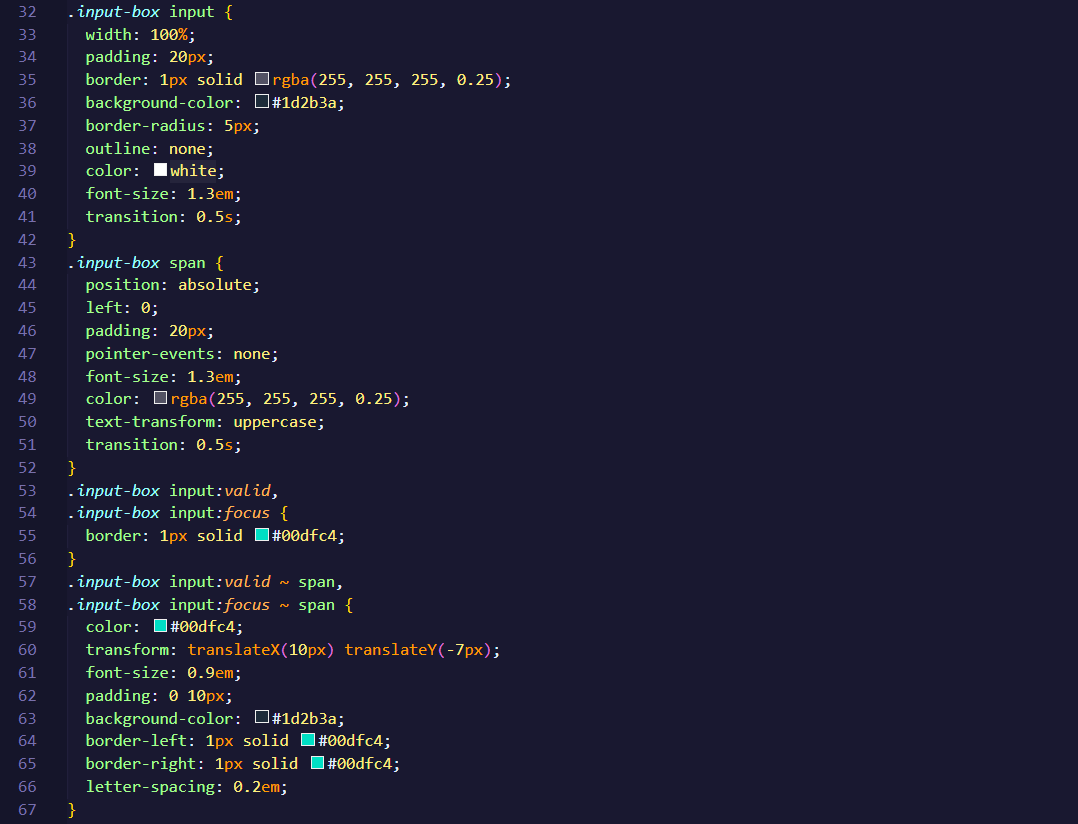 32 .input-box input {
33 width: 100%;
34 padding: 20px;
35 border: 1px solid rgba(255, 255, 255, 0.25);
36 background-color: #1d2b3a;
37 border-radius: 5px;
38 outline: none;
39 color: white;
40 font-size: 1.3em;
41 transition: 0.5s;
42 }
43 .input-box span {
44 position: absolute;
45 left: 0;
46 padding: 20px;
47 pointer-events: none;
48 font-size: 1.3em;
49 color: rgba(255, 255, 255, 0.25);
50 text-transform: uppercase;
51 transition: 0.5s;
52 }
53 .input-box input:valid,
54 .input-box input:focus {
55 border: 1px solid #00dfc4;
56 }
57 .input-box input:valid ~ span,
58 .input-box input:focus ~ span {
59 color: #00dfc4;
60 transform: translateX(10px) translateY(-7px);
61 font-size: 0.9em;
62 padding: 0 10px;
63 background-color: #1d2b3a;
64 border-left: 1px solid #00dfc4;
65 border-right: 1px solid #00dfc4;
66 letter-spacing: 0.2em;
67 }